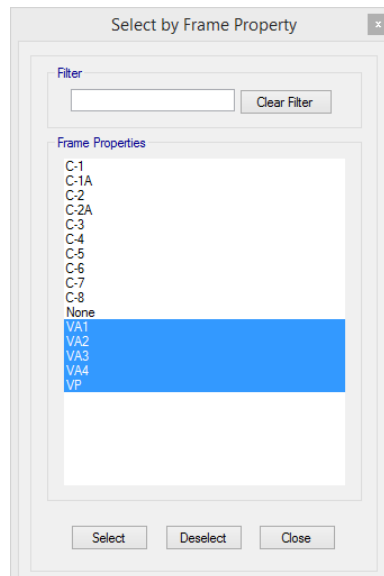 Select by Frame Property
x
Filter
Clear Filter
Frame Properties
C-1
C-1A
C-2
C-2A
C-3
C-4
C-5
C-6
C-7
C-8
None
VA1
VA2
VA3
VA4
VP
Select Deselect Close